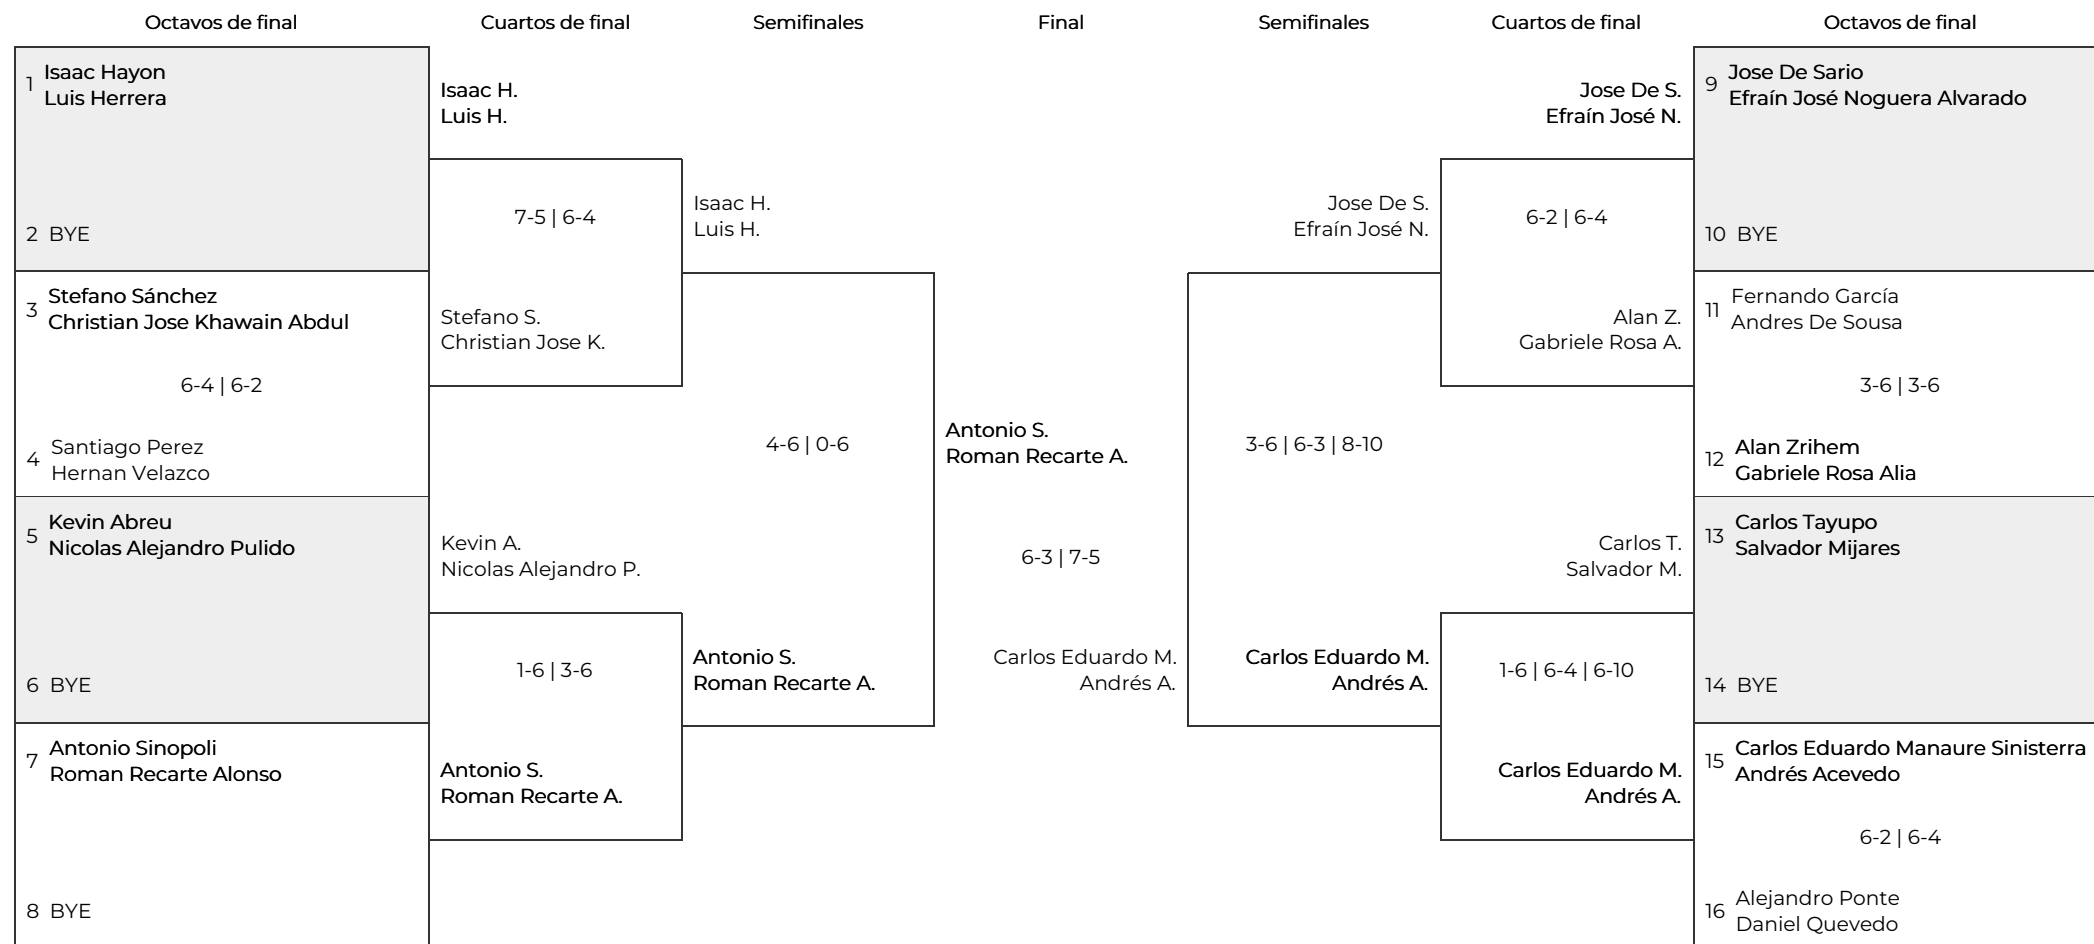 Octavos de final
Cuartos de final
Semifinales
Final
Semifinales
Cuartos de final
Octavos de final
1
Isaac Hayon
Luis Herrera
2 BYE
3
Stefano Sánchez
Christian Jose Khawain Abdul
6-4 | 6-2
4
Santiago Perez
Hernan Velazco
5
Kevin Abreu
Nicolas Alejandro Pulido
6 BYE
7
Antonio Sinopoli
Roman Recarte Alonso
8 BYE
Isaac H.
Luis H.
7-5 | 6-4
Stefano S.
Christian Jose K.
Kevin A.
Nicolas Alejandro P.
1-6 | 3-6
Antonio S.
Roman Recarte A.
Isaac H.
Luis H.
4-6 | 0-6
Antonio S.
Roman Recarte A.
Antonio S.
Roman Recarte A.
6-3 | 7-5
Carlos Eduardo M.
Andrés A.
Jose De S.
Efraín José N.
3-6 | 6-3 | 8-10
Carlos Eduardo M.
Andrés A.
Jose De S.
Efraín José N.
6-2 | 6-4
Alan Z.
Gabriele Rosa A.
Carlos T.
Salvador M.
1-6 | 6-4 | 6-10
Carlos Eduardo M.
Andrés A.
9
Jose De Sario
Efraín José Noguera Alvarado
10 BYE
11
Fernando García
Andres De Sousa
3-6 | 3-6
12
Alan Zrihem
Gabriele Rosa Alia
13
Carlos Tayupo
Salvador Mijares
14 BYE
15
Carlos Eduardo Manaure Sinisterra
Andrés Acevedo
6-2 | 6-4
16
Alejandro Ponte
Daniel Quevedo